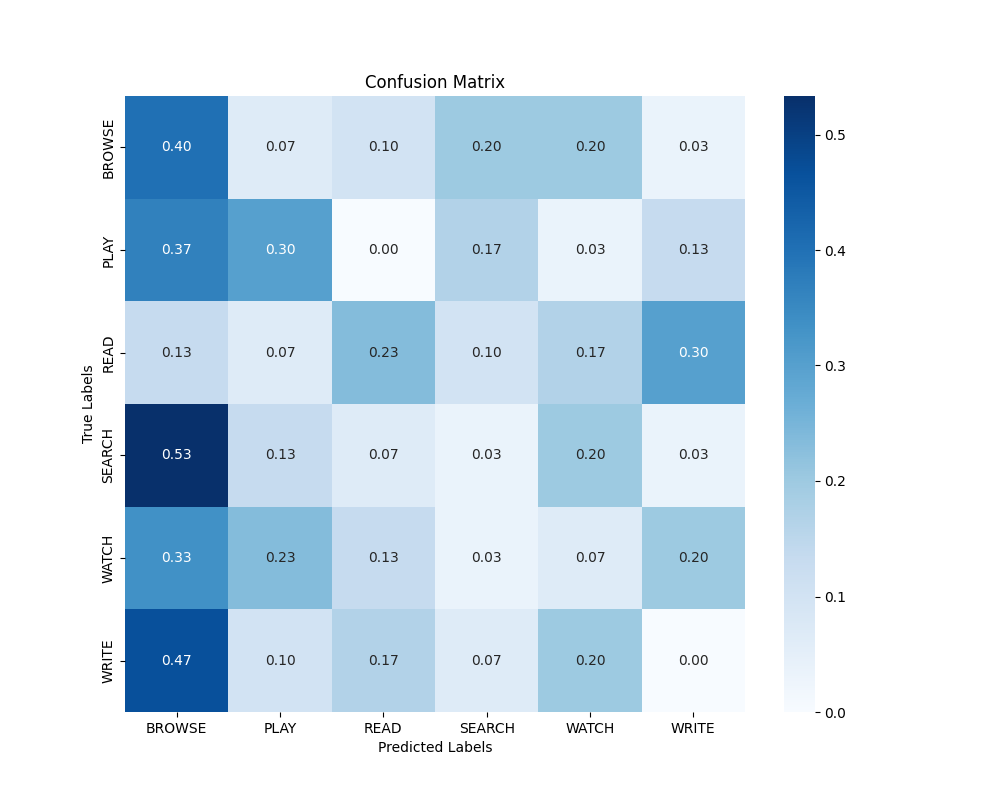 Confusion Matrix
BROWSE 0.40 0.07 0.10 0.20 0.20 0.03
PLAY 0.37 0.30 0.00 0.17 0.03 0.13
READ 0.13 0.07 0.23 0.10 0.17 0.30
SEARCH 0.53 0.13 0.07 0.03 0.20 0.03
WATCH 0.33 0.23 0.13 0.03 0.07 0.20
WRITE 0.47 0.10 0.17 0.07 0.20 0.00
BROWSE PLAY READ SEARCH WATCH WRITE
Predicted Labels
True Labels
0.5
0.4
0.3
0.2
0.1
0.0